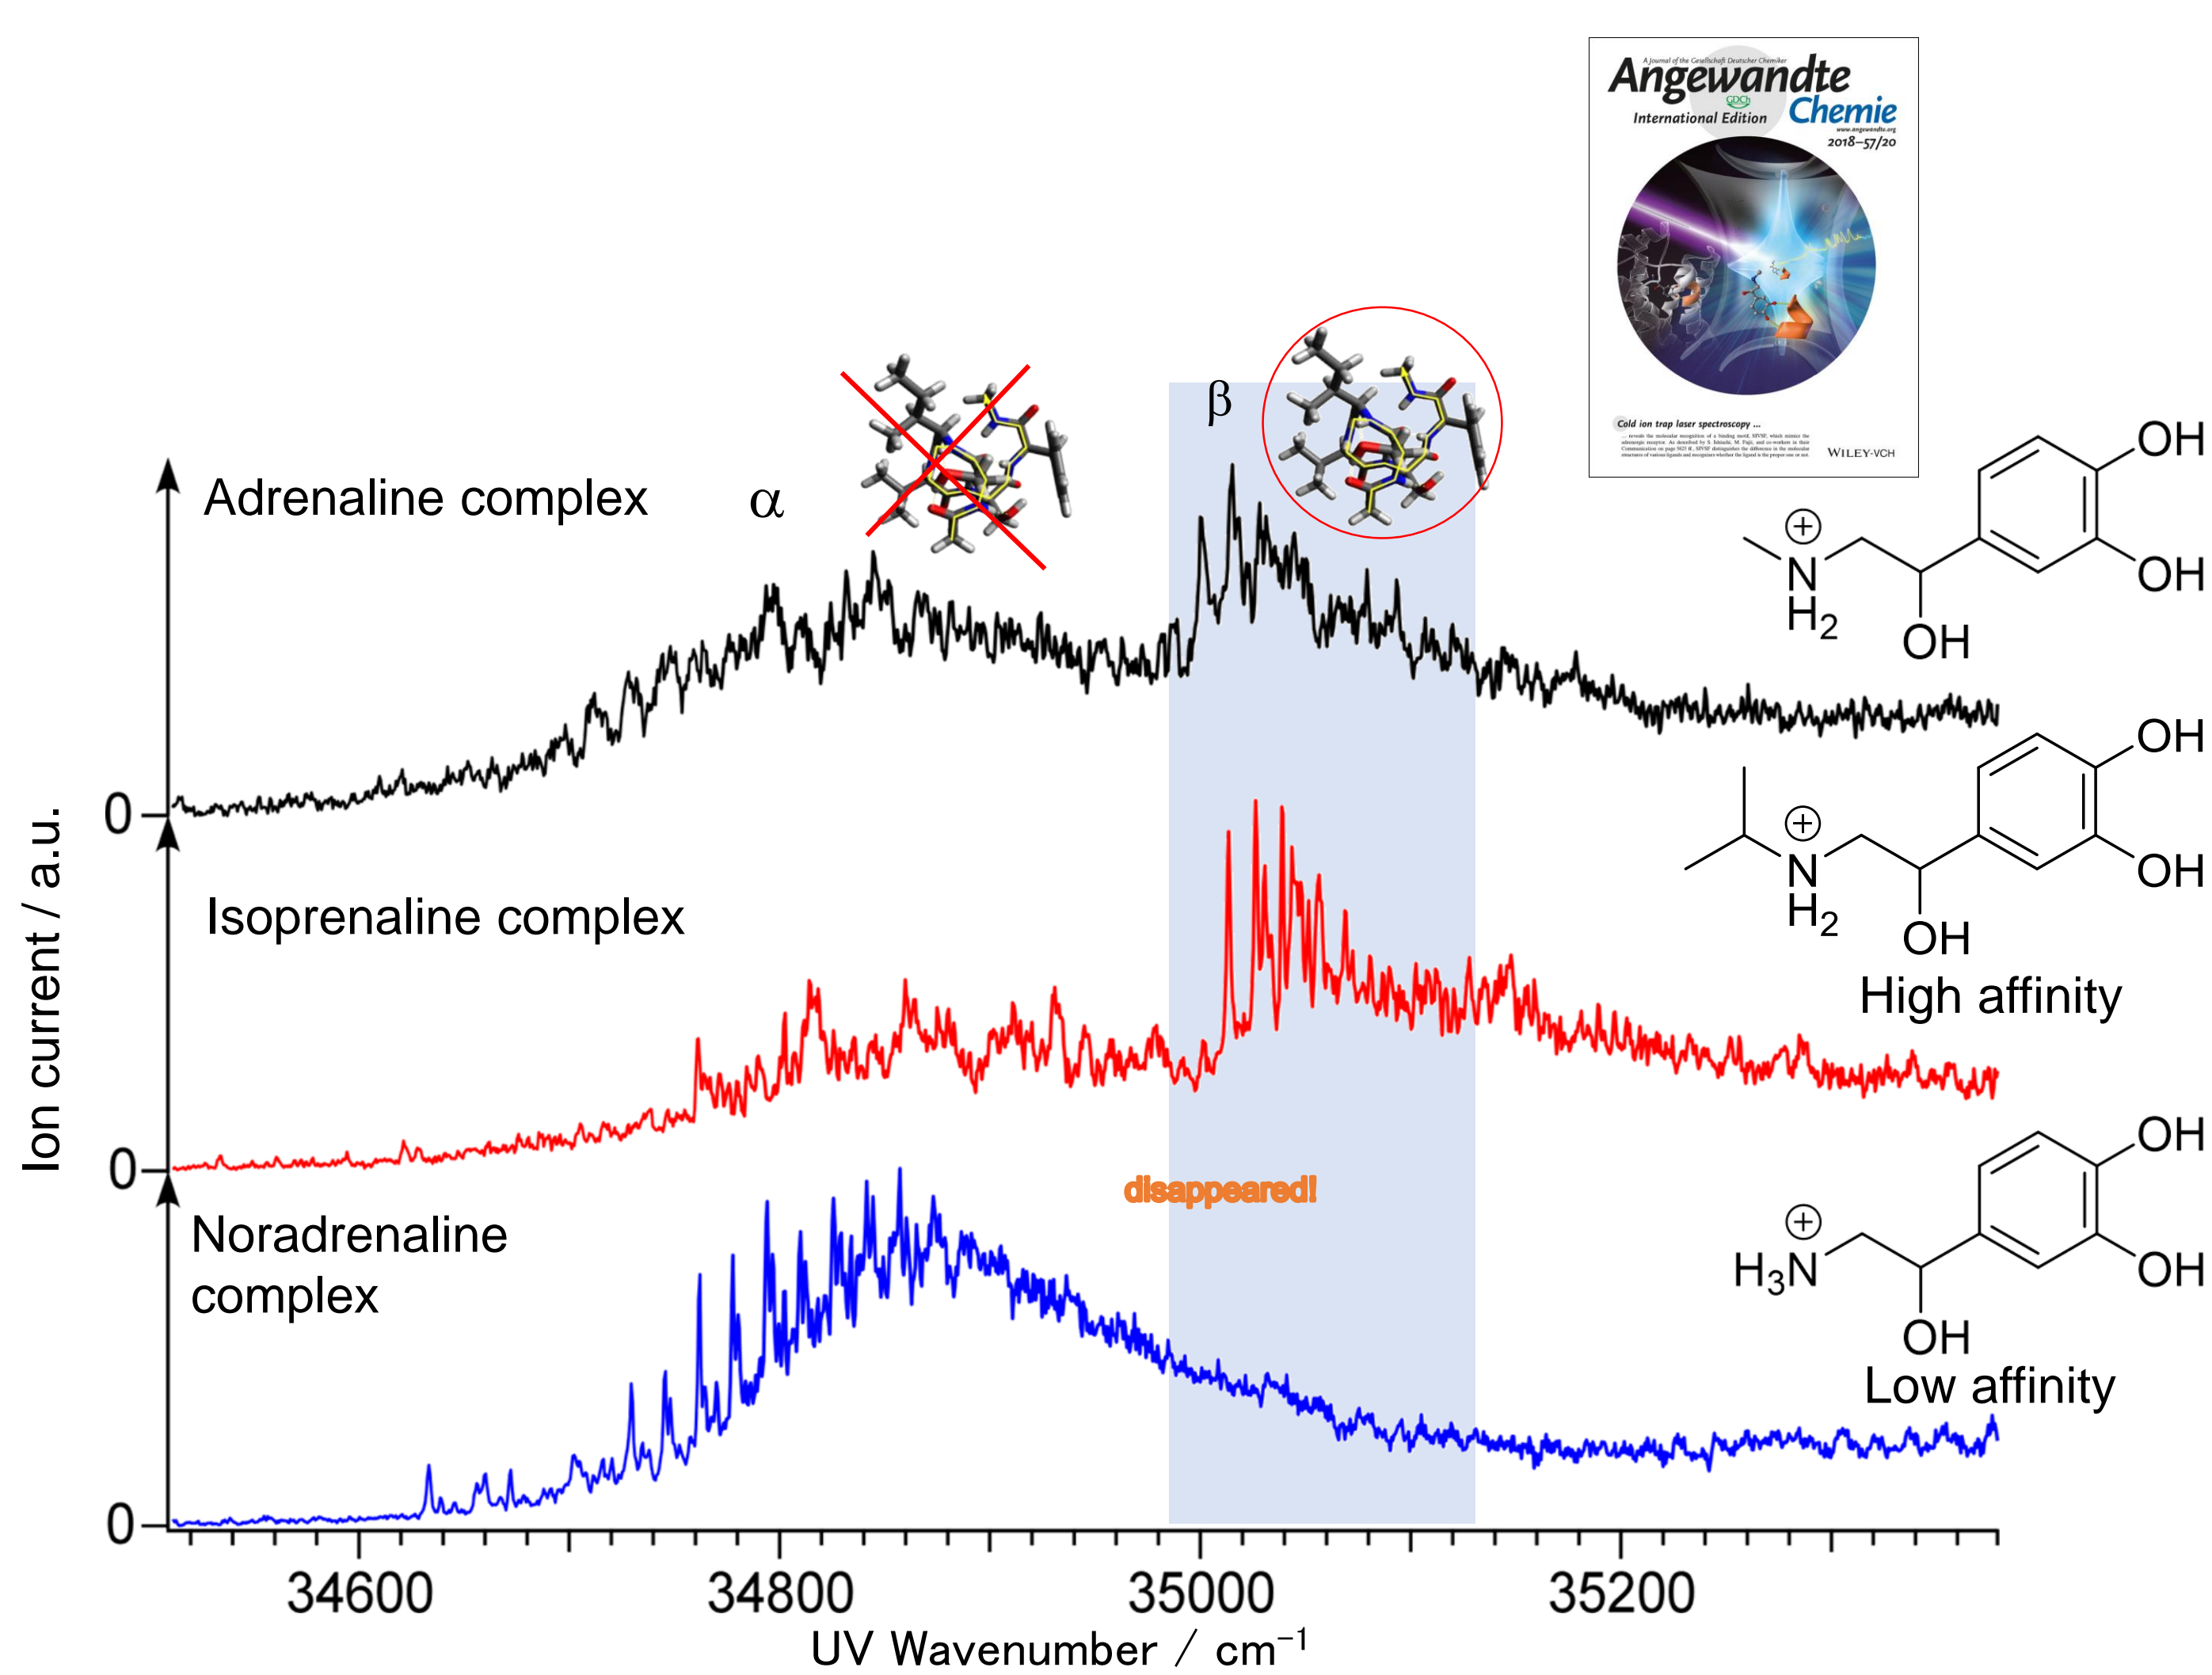 A Journal of the Gesellschaft Deutscher Chemiker
Angewandte
GDCh
Chemie
International Edition
www.angewandte.org
2018–57/20
Cold ion trap laser spectroscopy ...
WILEY-VCH
Adrenaline complex
α
β
OH
OH
⊕
N
H2
OH
Isoprenaline complex
OH
OH
⊕
N
H2
OH
High affinity
disappeared!
Noradrenaline
complex
OH
OH
⊕
H3N
OH
Low affinity
Ion current / a.u.
0
0
0
34600
34800
35000
35200
UV Wavenumber / cm−1